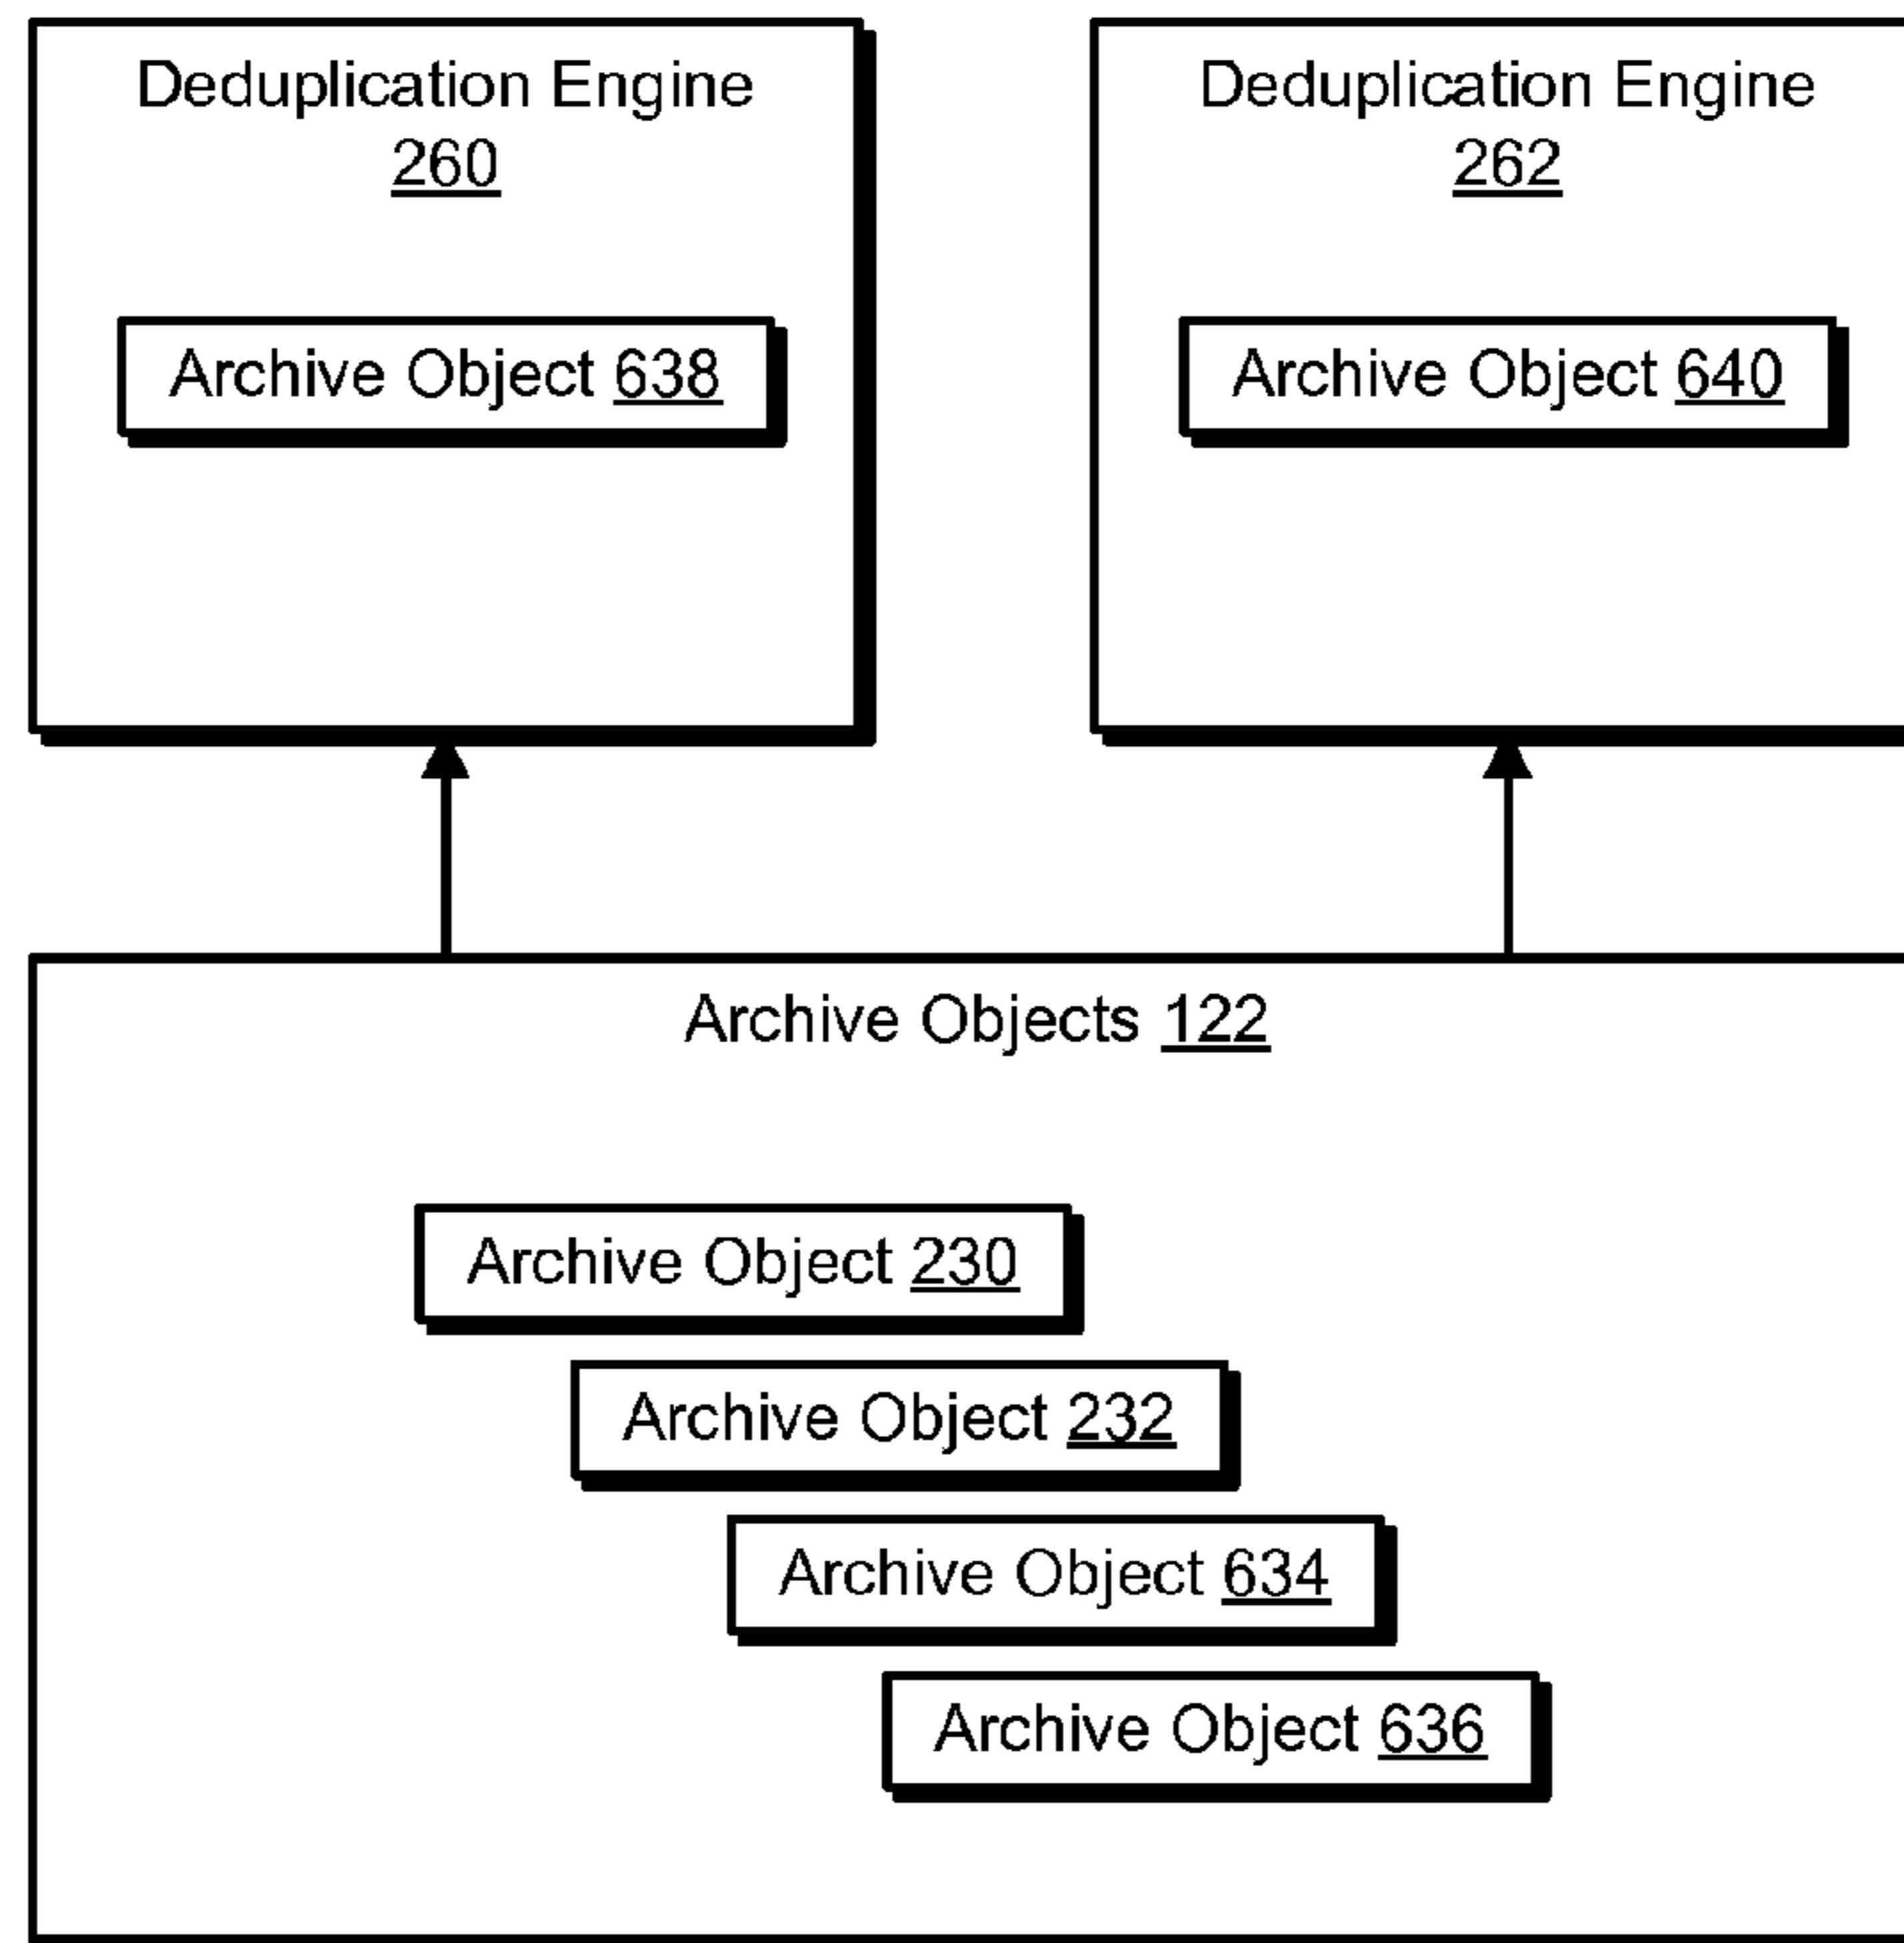 Deduplication Engine
260
Archive Object 638
Deduplication Engine
262
Archive Object 640
Archive Objects 122
Archive Object 230
Archive Object 232
Archive Object 634
Archive Object 636